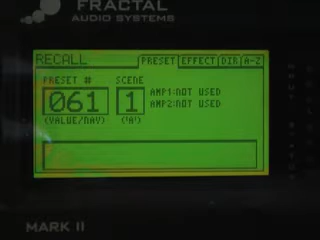 FRACTAL
AUDIO SYSTEMS
RECALL
PRESET EFFECT DIR A-Z
PRESET # SCENE
061 1
AMP1:NOT USED
AMP2:NOT USED
(VALUE/NAV) ('A')
MARK II